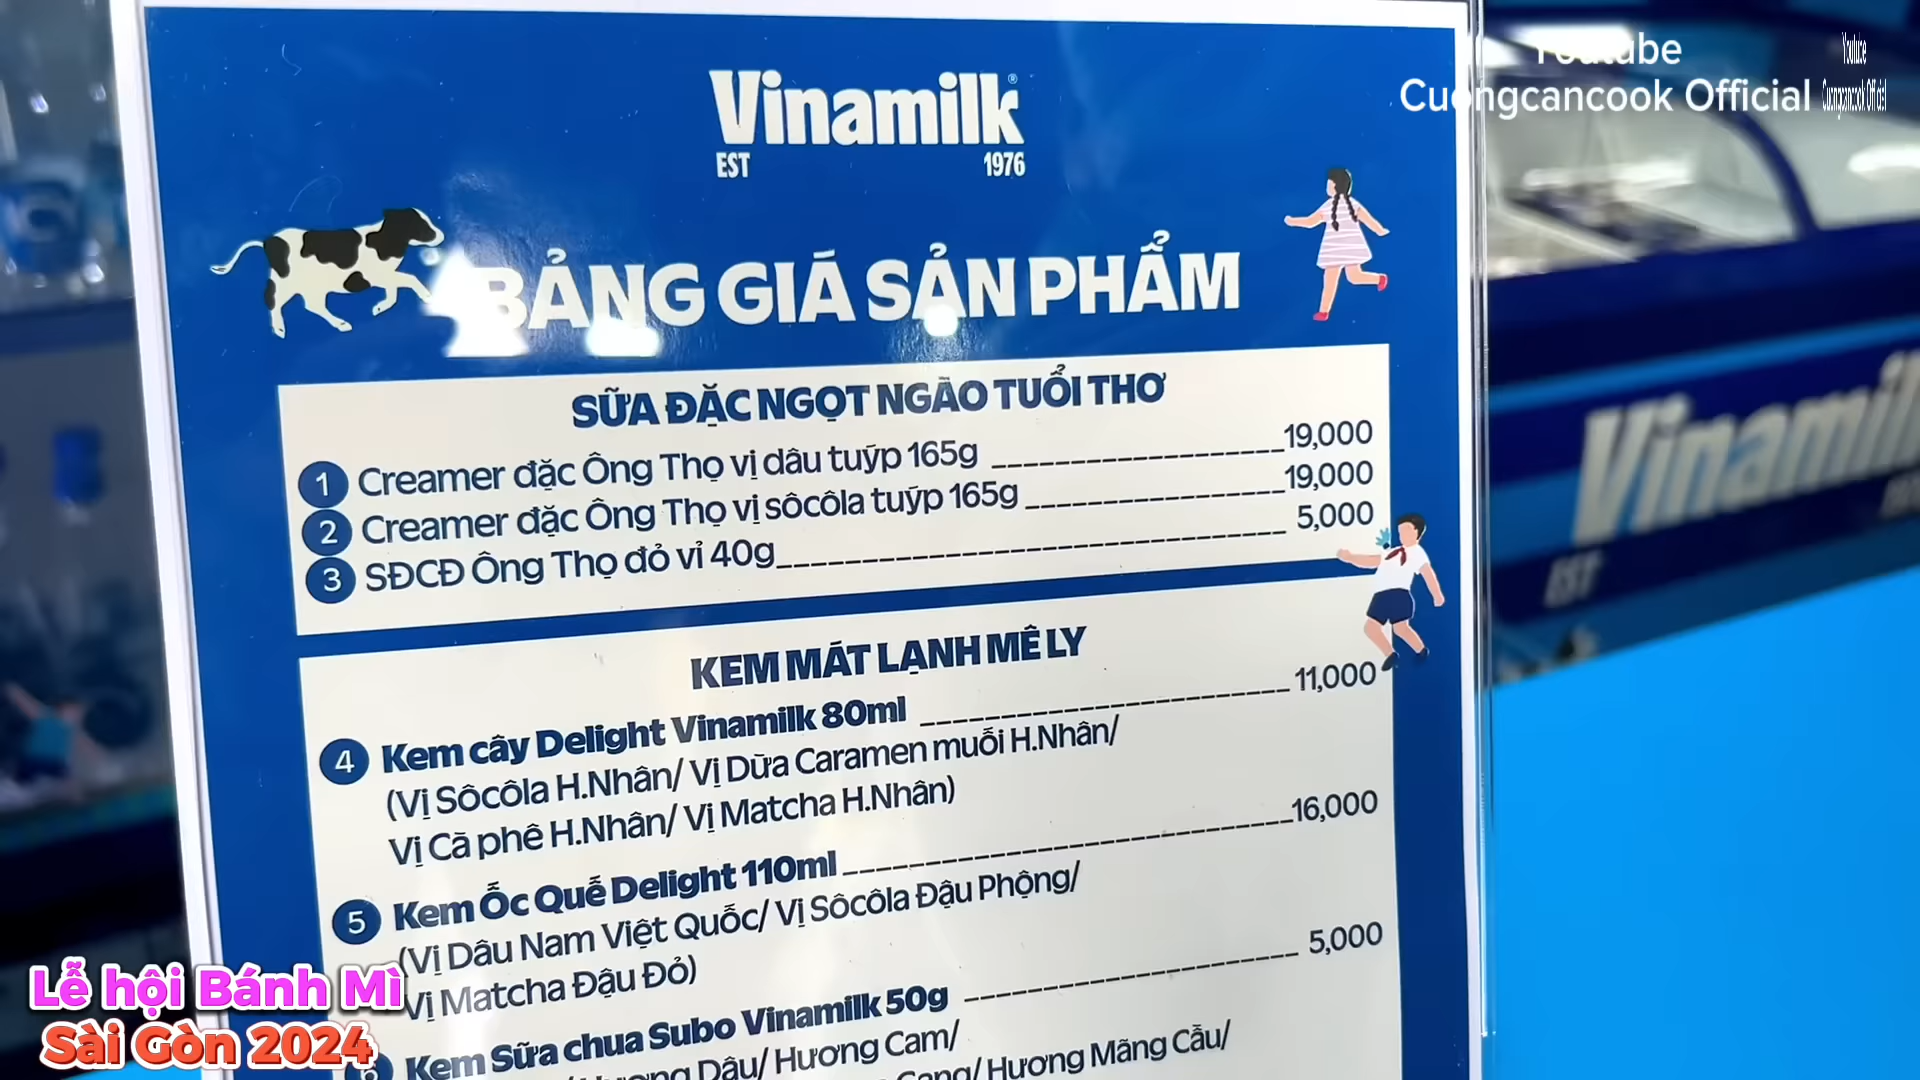 Youtube
Cuongcancook Official
Youtube
Cuongcancook Official
Vinamilk
EST 1976
BẢNG GIÁ SẢN PHẨM
SỮA ĐẶC NGỌT NGÀO TUỔI THƠ
1 Creamer đặc Ông Thọ vị dâu tuýp 165g 19,000
2 Creamer đặc Ông Thọ vị sôcôla tuýp 165g 19,000
3 SĐCĐ Ông Thọ đỏ vỉ 40g 5,000
KEM MÁT LẠNH MÊ LY
4 Kem cây Delight Vinamilk 80ml 11,000
(Vị Sôcôla H.Nhân/ Vị Dừa Caramen muối H.Nhân/
Vị Cà phê H.Nhân/ Vị Matcha H.Nhân)
5 Kem Ốc Quế Delight 110ml 16,000
(Vị Dâu Nam Việt Quốc/ Vị Sôcôla Đậu Phộng/
Vị Matcha Đậu Đỏ)
6 Kem Sữa chua Subo Vinamilk 50g 5,000
Dâu/ Hương Cam/
Hương Mãng Cầu/
Vinamilk
EST
Lễ hội Bánh Mì
Sài Gòn 2024